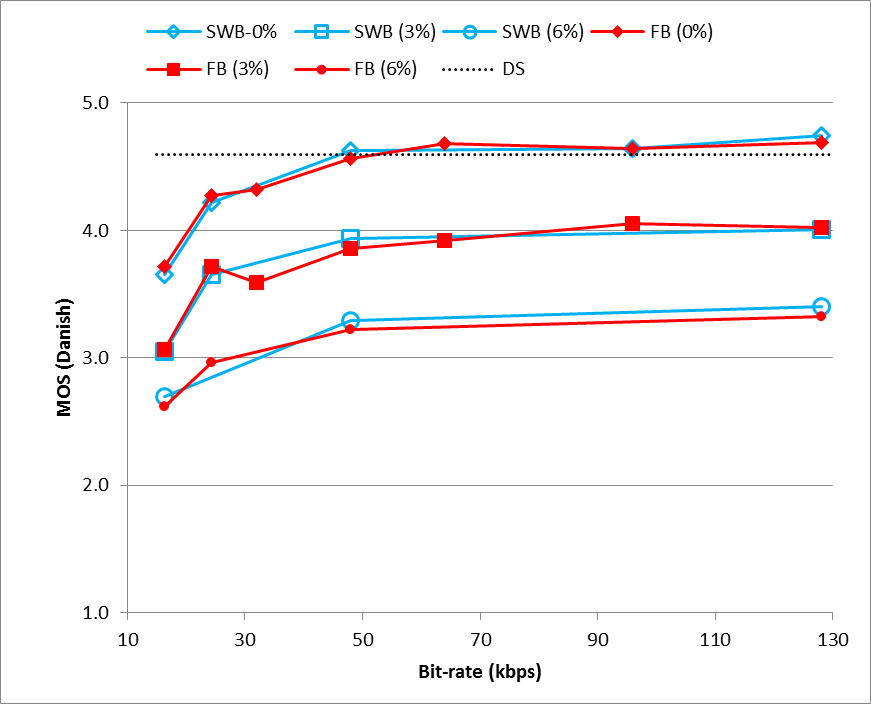 SWB-0% SWB (3%) SWB (6%) FB (0%)
FB (3%) FB (6%) DS
5.0
4.0
3.0
2.0
1.0
MOS (Danish)
10 30 50 70 90 110 130
Bit-rate (kbps)